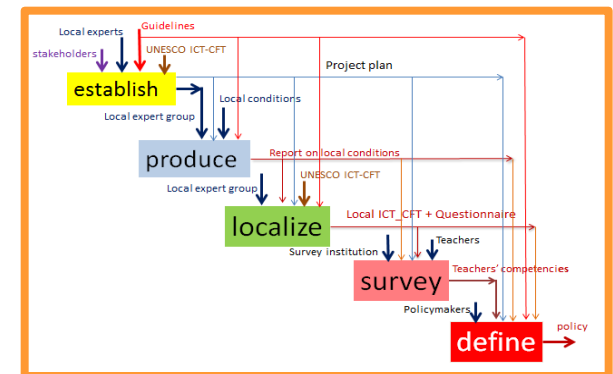 Guidelines
Local experts
stakeholders
UNESCO ICT-CFT
Project plan
establish
Local conditions
Local expert group
produce
Report on local conditions
UNESCO ICT-CFT
Local expert group
localize
Local ICT_CFT + Questionnaire
Teachers
Survey institution
survey
Teachers' competencies
Policymakers
policy
define